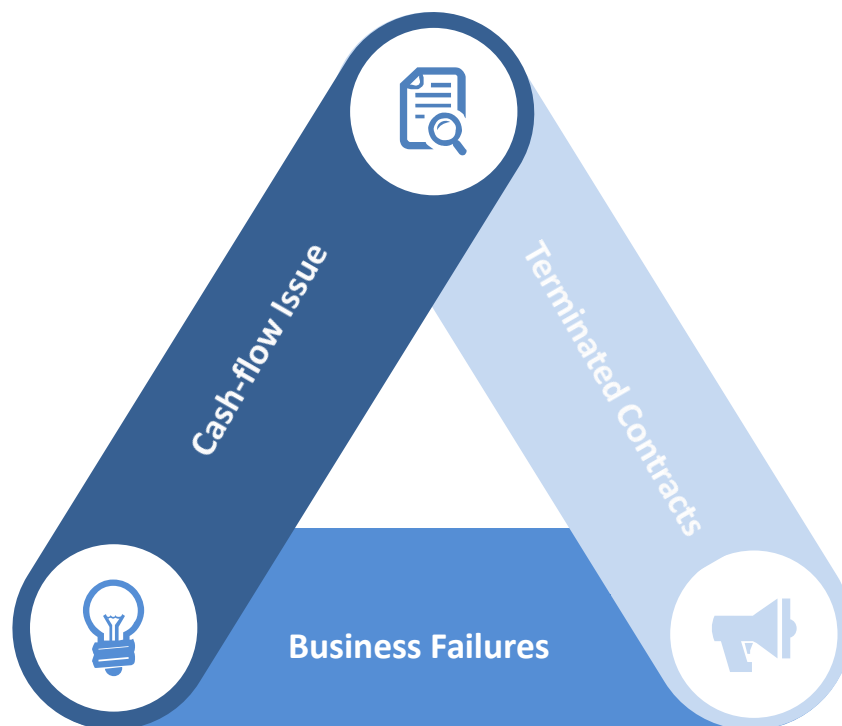 Cash-flow Issue
Terminated Contracts
Business Failures